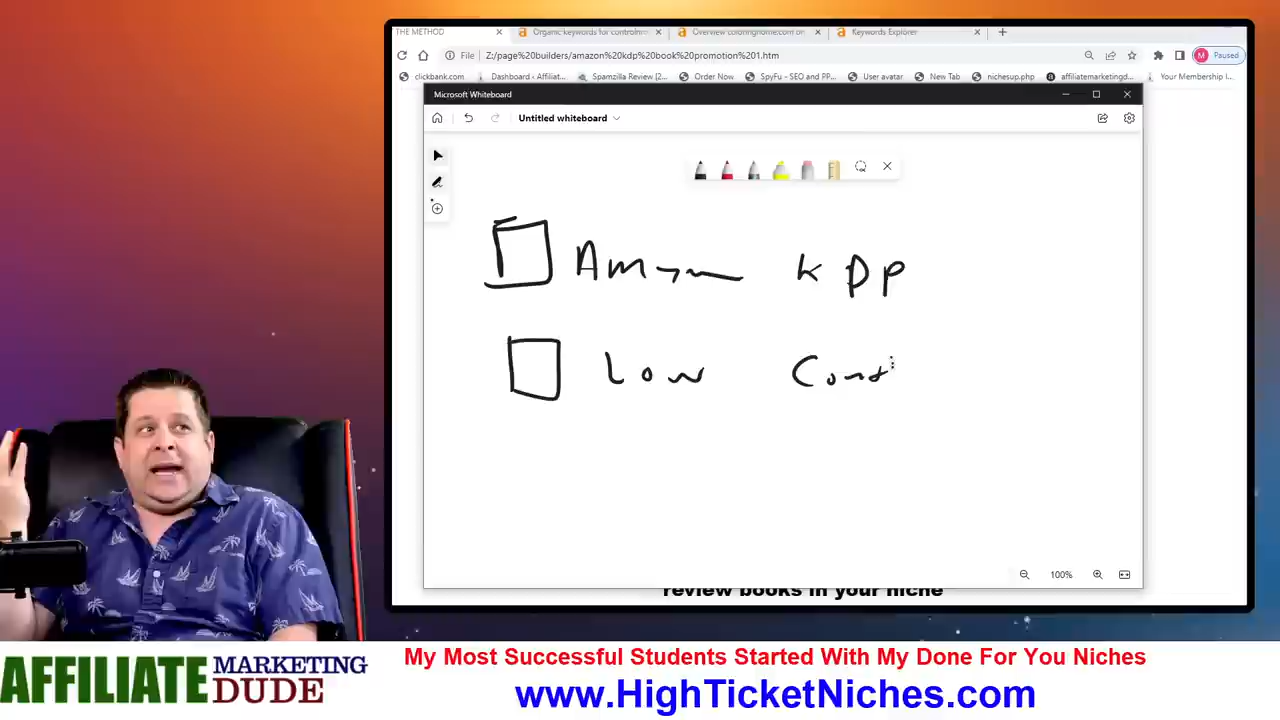 THE METHOD
Organic keywords for controlm
Overview coloringhome.com on
Keywords Explorer
File Z:/page%20builders/amazon%20kdp%20book%20promotion%201.htm
Paused
clickbank.com
Dashboard - Affiliat...
Spamzilla Review [2...
Order Now
SpyFu - SEO and PP...
User avatar
New Tab
nichesup.php
affiliatemarketingd...
Your Membership l...
Microsoft Whiteboard
Untitled whiteboard
Amazon KDP
Low Cont
100%
review books in your niche
AFFILIATE MARKETING DUDE
My Most Successful Students Started With My Done For You Niches
www.HighTicketNiches.com